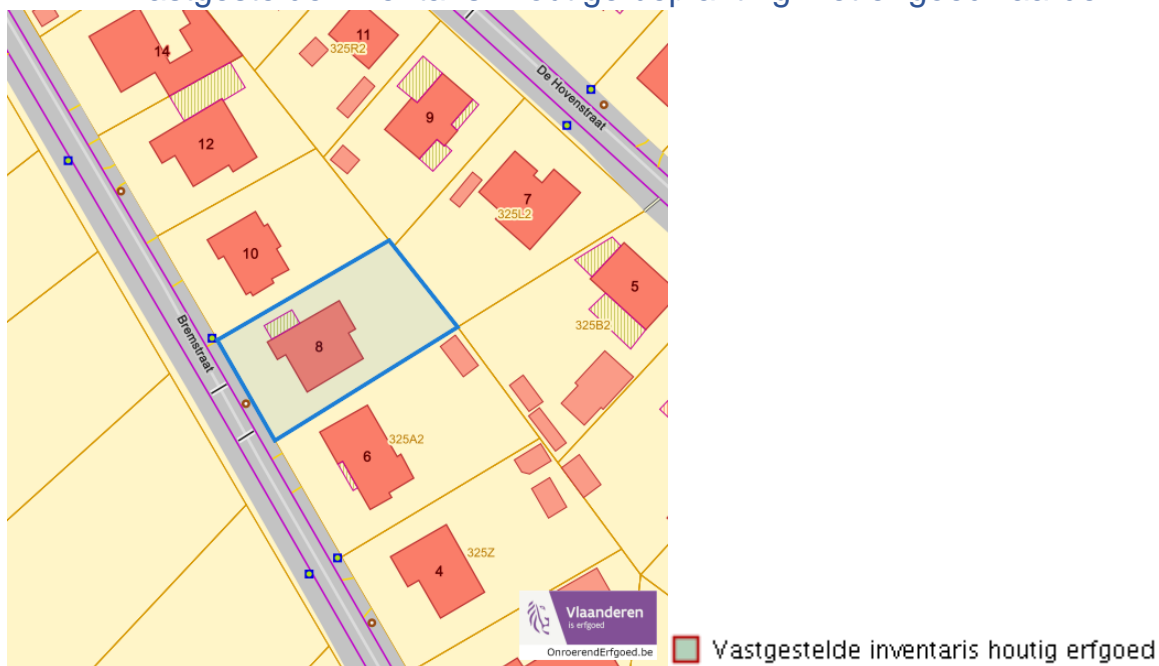 14
11
325R2
De Hovenstraat
9
12
7
325L2
10
5
325B2
Bremstraat
8
325A2
6
325Z
4
Vlaanderen
is erfgoed
OnroerendErfgoed.be
Vastgestelde inventaris houtig erfgoed